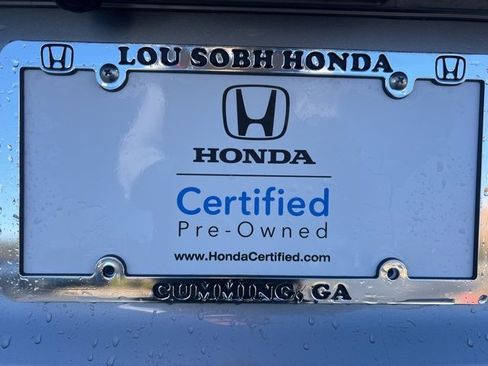 LOU SOBH HONDA
HONDA
Certified
Pre-Owned
www.HondaCertified.com
CUMMING, GA